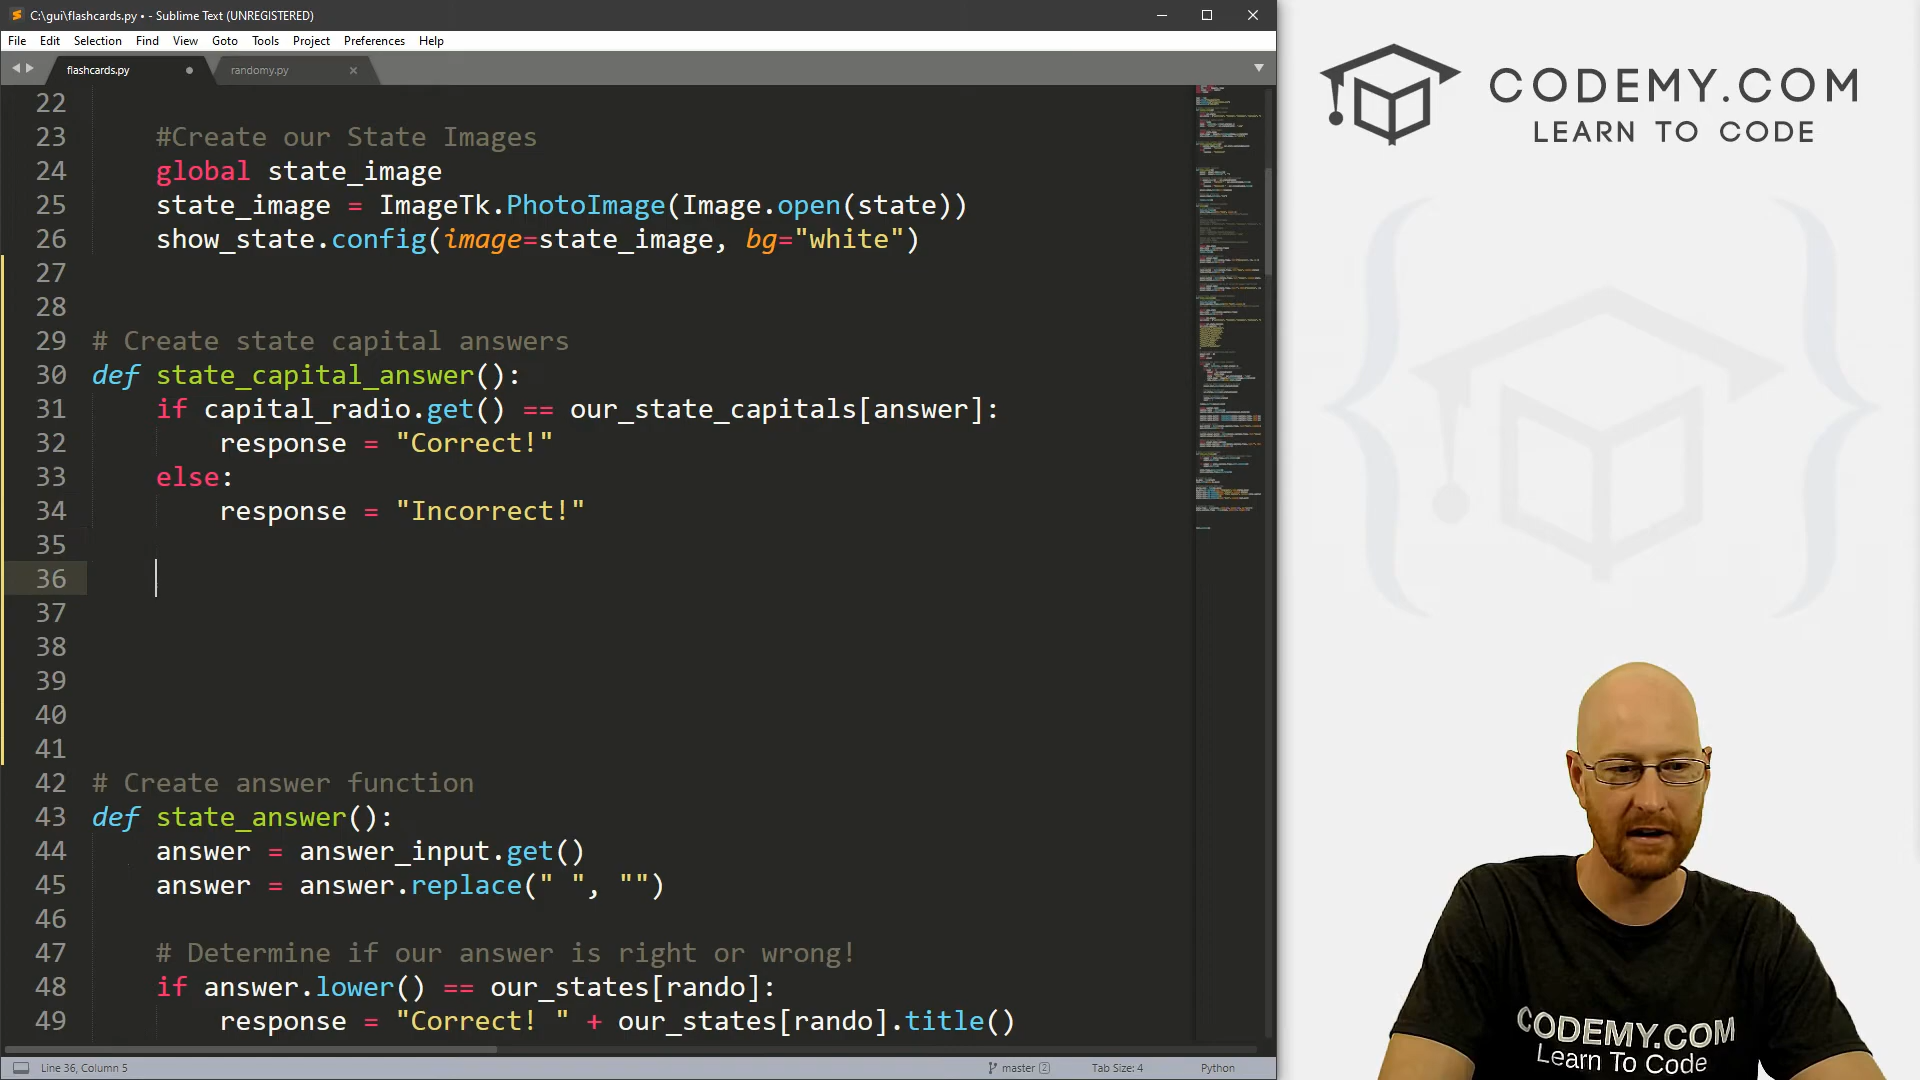 C:\gui\flashcards.py • - Sublime Text (UNREGISTERED)
File Edit Selection Find View Goto Tools Project Preferences Help
flashcards.py randomy.py
22
23 #Create our State Images
24 global state_image
25 state_image = ImageTk.PhotoImage(Image.open(state))
26 show_state.config(image=state_image, bg="white")
27
28
29 # Create state capital answers
30 def state_capital_answer():
31 if capital_radio.get() == our_state_capitals[answer]:
32 response = "Correct!"
33 else:
34 response = "Incorrect!"
35
36
37
38
39
40
41
42 # Create answer function
43 def state_answer():
44 answer = answer_input.get()
45 answer = answer.replace(" ", "")
46
47 # Determine if our answer is right or wrong!
48 if answer.lower() == our_states[rando]:
49 response = "Correct! " + our_states[rando].title()
Line 36, Column 5
master 2
Tab Size: 4
Python
CODEMY.COM
LEARN TO CODE
CODEMY.COM
Learn To Code